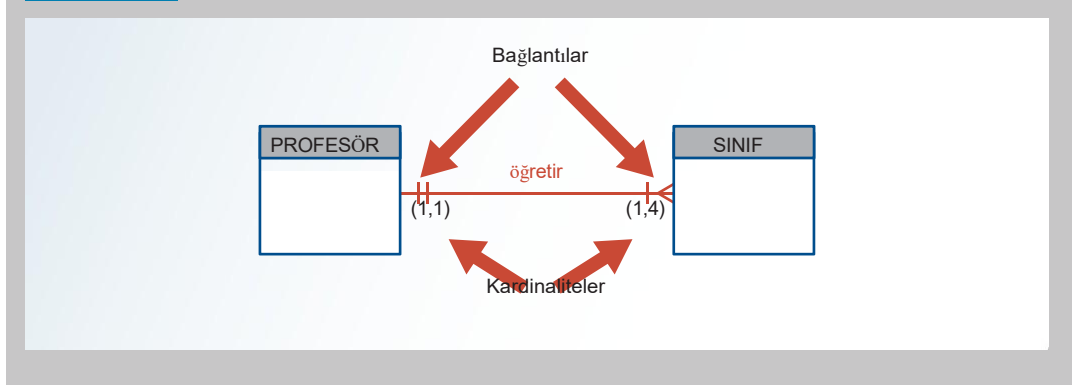 Bağlantılar
PROFESÖR
SINIF
öğretir
(1,1)
(1,4)
Kardinaliteler